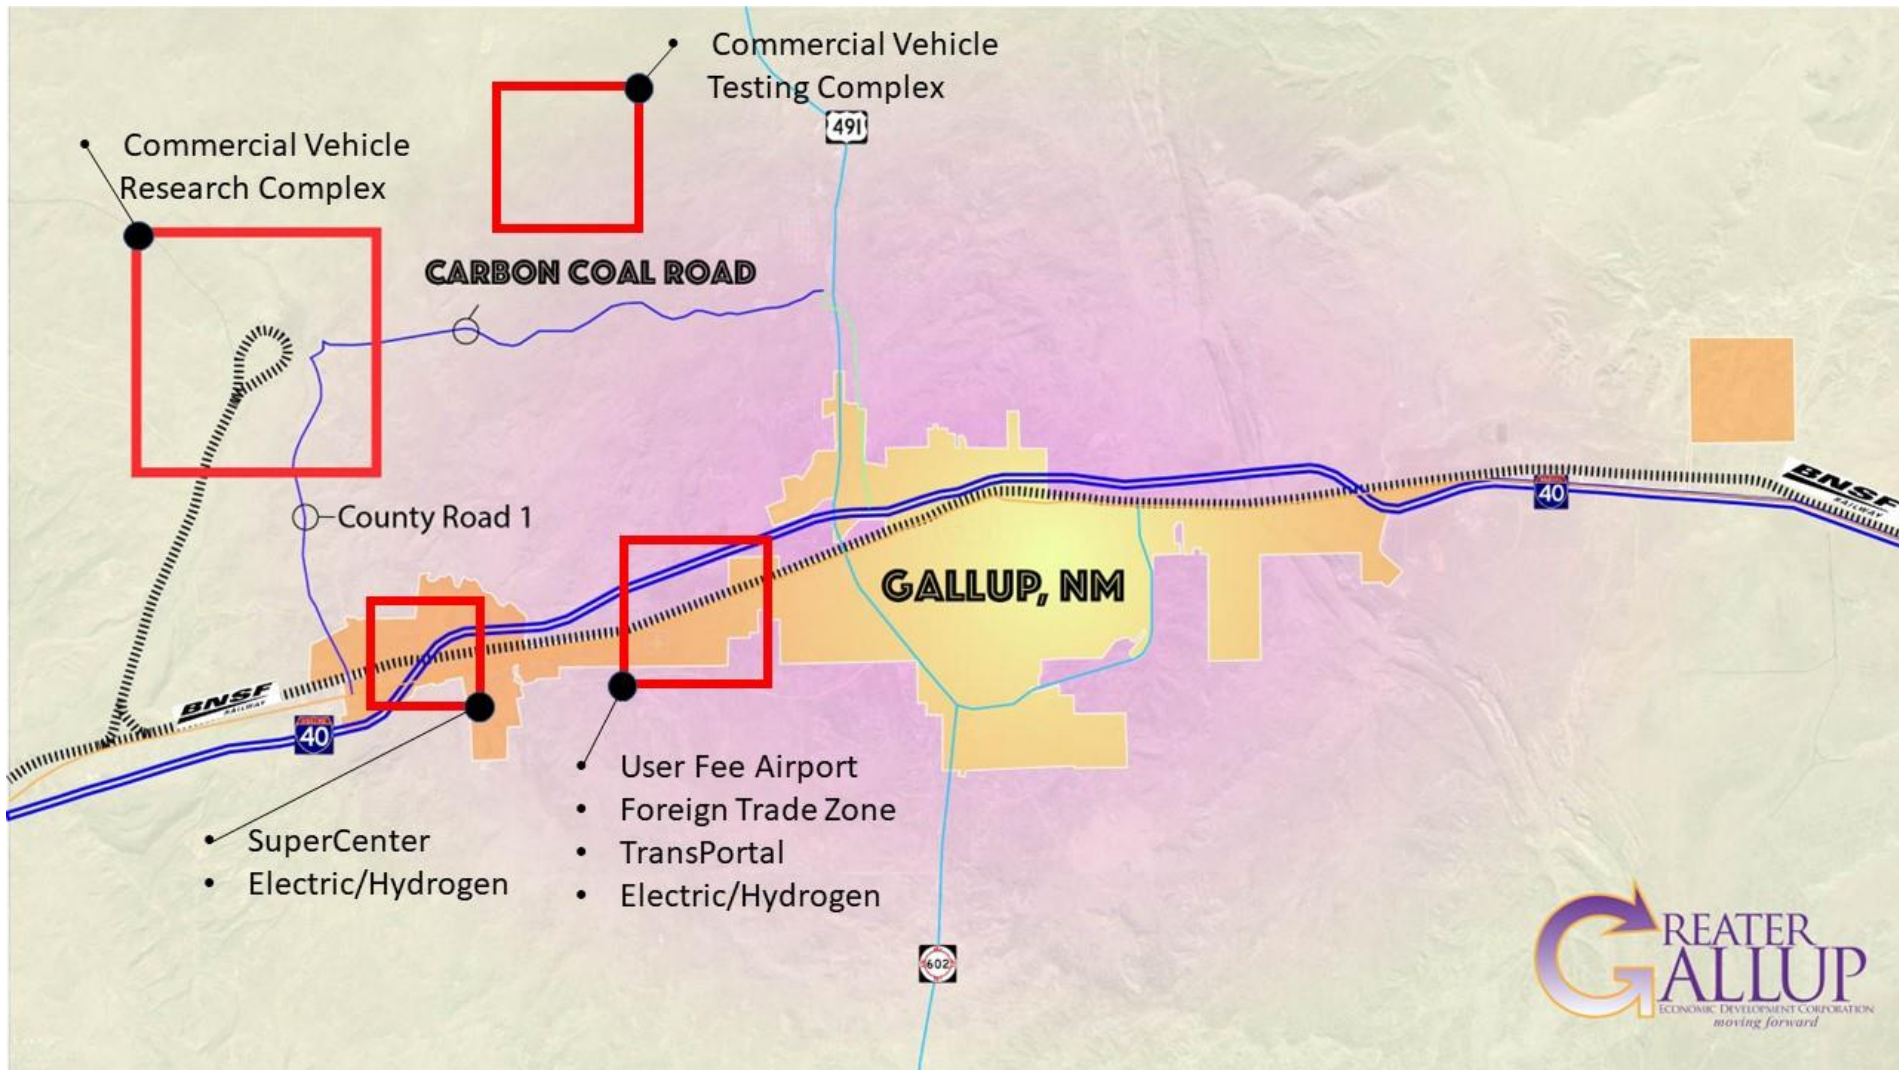 • Commercial Vehicle
Testing Complex
491
• Commercial Vehicle
Research Complex
CARBON COAL ROAD
BNSF
RAILWAY
40
County Road 1
GALLUP, NM
BNSF
RAILWAY
40
• User Fee Airport
• Foreign Trade Zone
• TransPortal
• Electric/Hydrogen
• SuperCenter
• Electric/Hydrogen
602
GREATER
GALLUP
ECONOMIC DEVELOPMENT CORPORATION
moving forward